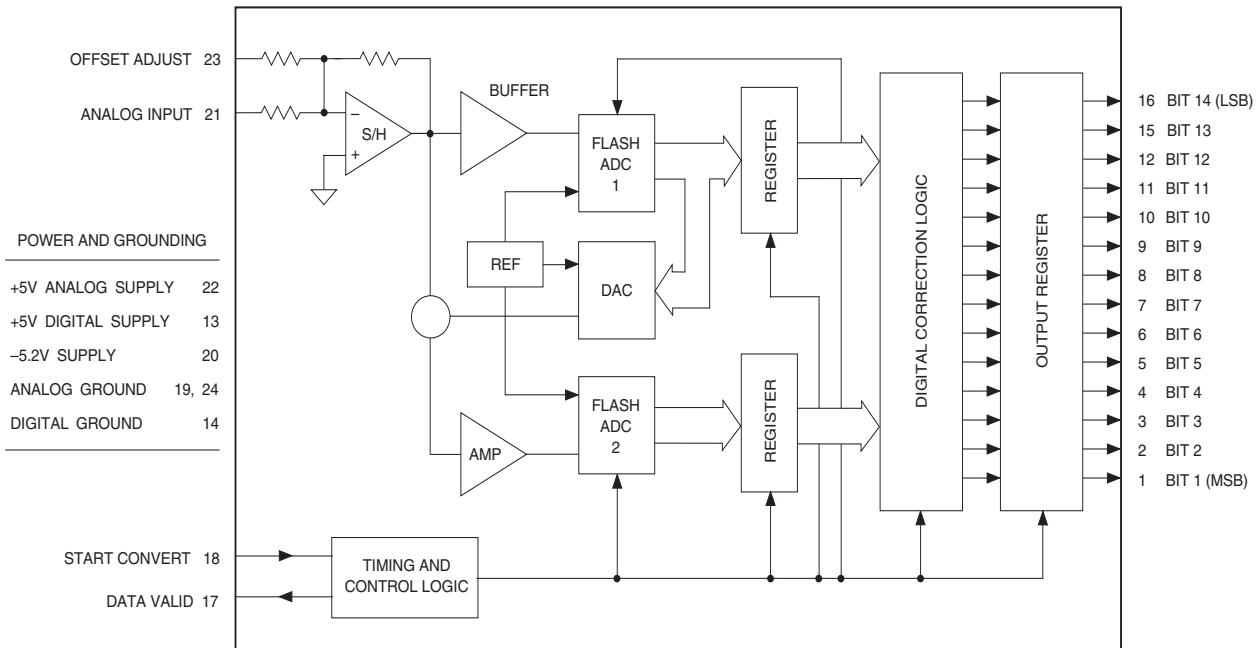 OFFSET ADJUST 23
ANALOG INPUT 21
S/H
–
+
BUFFER
FLASH
ADC
1
REGISTER
REF
DAC
FLASH
ADC
2
AMP
REGISTER
DIGITAL CORRECTION LOGIC
OUTPUT REGISTER
16 BIT 14 (LSB)
15 BIT 13
12 BIT 12
11 BIT 11
10 BIT 10
9 BIT 9
8 BIT 8
7 BIT 7
6 BIT 6
5 BIT 5
4 BIT 4
3 BIT 3
2 BIT 2
1 BIT 1 (MSB)
POWER AND GROUNDING
+5V ANALOG SUPPLY 22
+5V DIGITAL SUPPLY 13
–5.2V SUPPLY 20
ANALOG GROUND 19, 24
DIGITAL GROUND 14
START CONVERT 18
DATA VALID 17
TIMING AND
CONTROL LOGIC